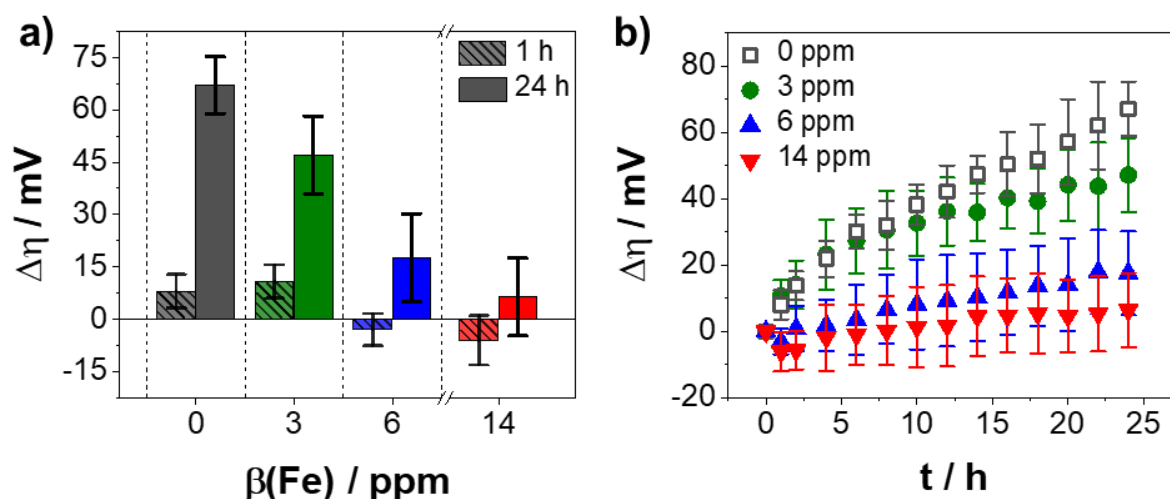 a)
Δη / mV
75
60
45
30
15
0
-15
1 h
24 h
0 3 6 14
β(Fe) / ppm
b)
Δη / mV
80
60
40
20
0
-20
0 ppm
3 ppm
6 ppm
14 ppm
0 5 10 15 20 25
t / h